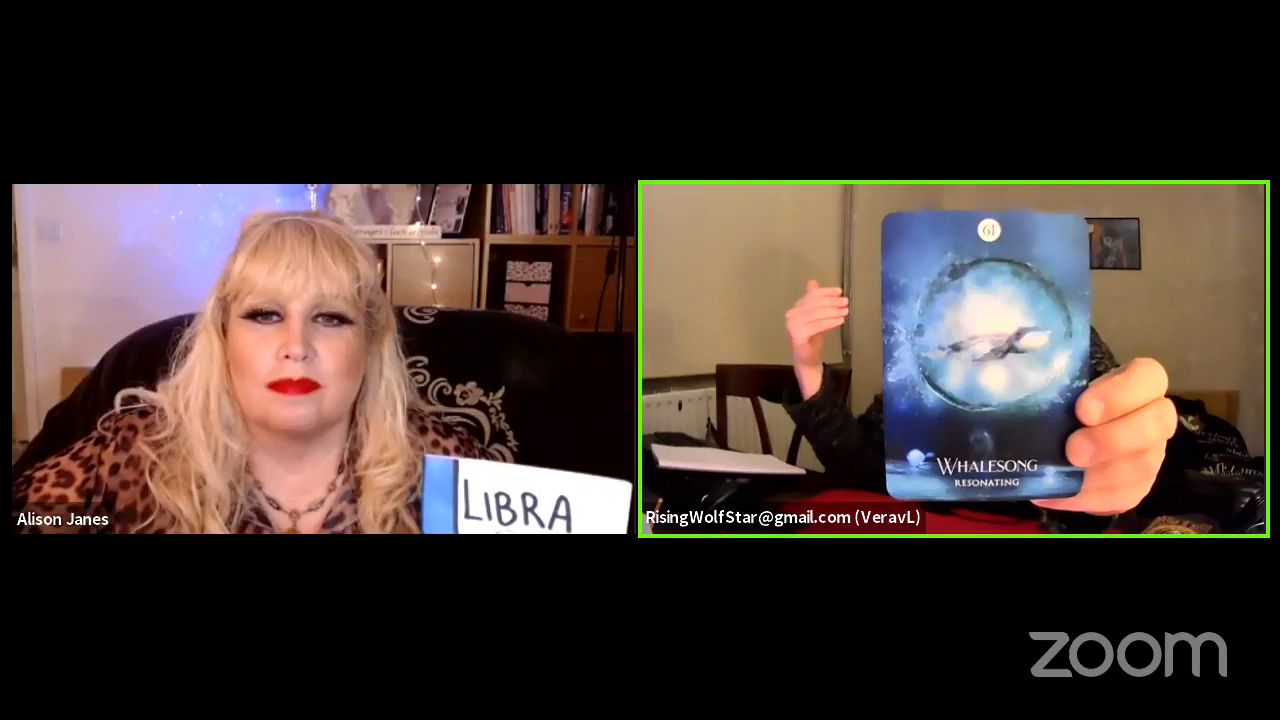 LIBRA
Alison Janes
61
WHALESONG
RESONATING
RisingWolfStar@gmail.com (VeravL)
zoom